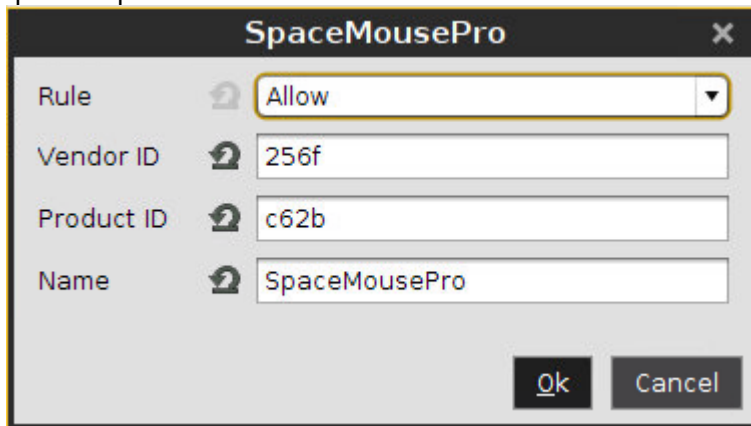 SpaceMousePro
Rule Allow
Vendor ID 256f
Product ID c62b
Name SpaceMousePro
Ok Cancel